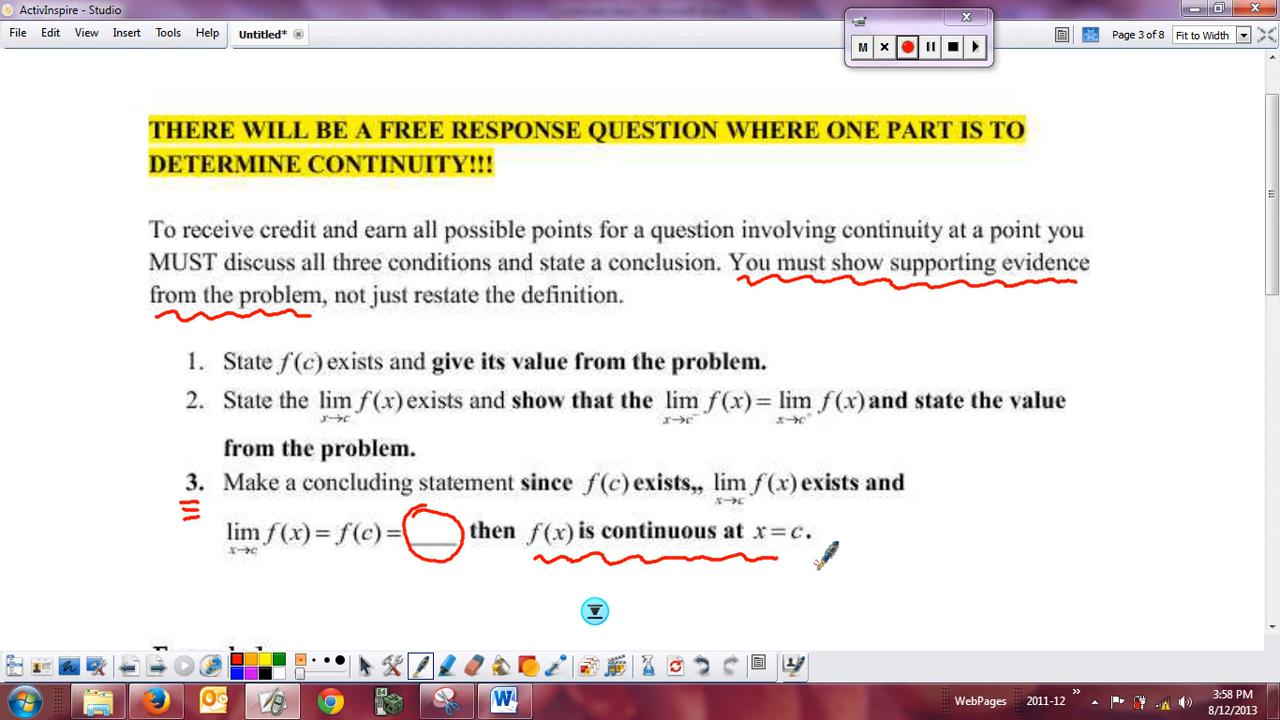 ActivInspire - Studio
File Edit View Insert Tools Help Untitled* Page 3 of 8 Fit to Width
M
THERE WILL BE A FREE RESPONSE QUESTION WHERE ONE PART IS TO
DETERMINE CONTINUITY!!!
To receive credit and earn all possible points for a question involving continuity at a point you
MUST discuss all three conditions and state a conclusion. You must show supporting evidence
from the problem, not just restate the definition.
1. State f(c) exists and give its value from the problem.
2. State the lim x→c f(x) exists and show that the lim x→c⁻ f(x) = lim x→c⁺ f(x) and state the value
from the problem.
3. Make a concluding statement since f(c) exists,, lim x→c f(x) exists and
lim x→c f(x) = f(c) = ____ then f(x) is continuous at x = c.
WebPages 2011-12 » 3:58 PM
8/12/2013